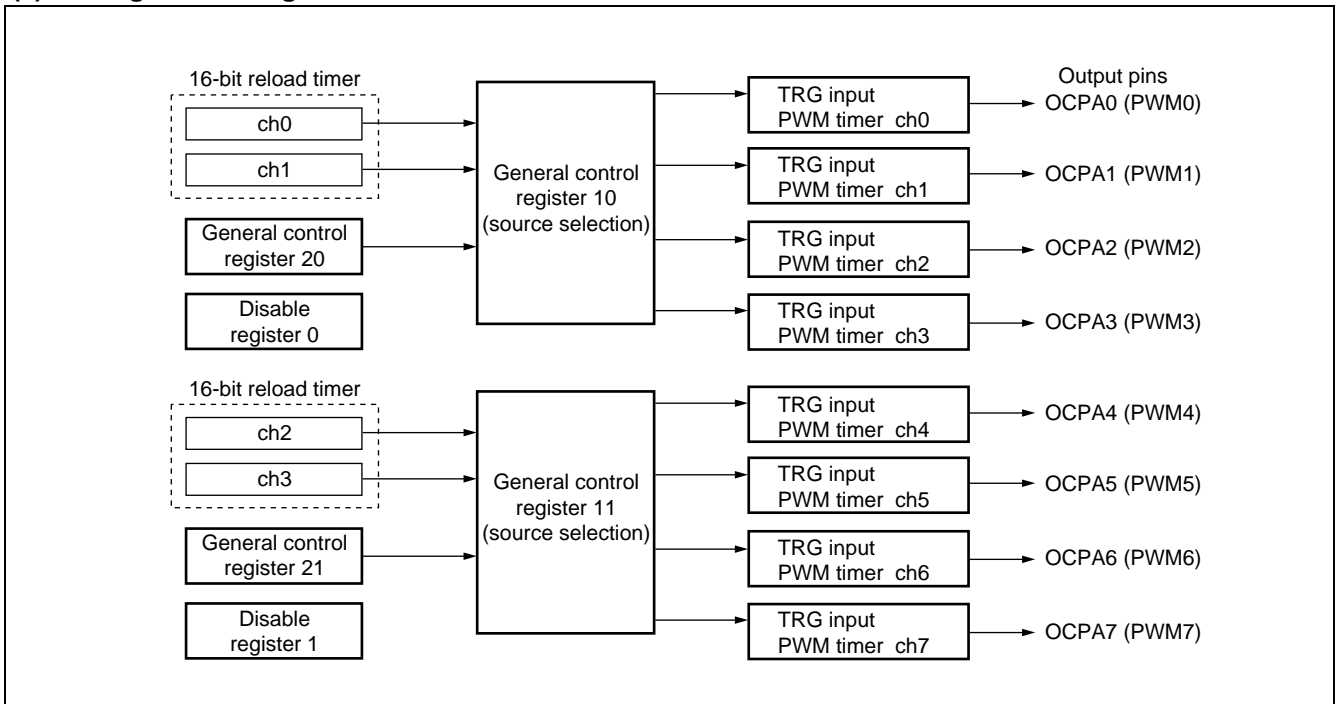 16-bit reload timer
ch0
ch1
General control
register 20
Disable
register 0
General control
register 10
(source selection)
TRG input
PWM timer ch0
TRG input
PWM timer ch1
TRG input
PWM timer ch2
TRG input
PWM timer ch3
Output pins
OCPA0 (PWM0)
OCPA1 (PWM1)
OCPA2 (PWM2)
OCPA3 (PWM3)
16-bit reload timer
ch2
ch3
General control
register 21
Disable
register 1
General control
register 11
(source selection)
TRG input
PWM timer ch4
TRG input
PWM timer ch5
TRG input
PWM timer ch6
TRG input
PWM timer ch7
OCPA4 (PWM4)
OCPA5 (PWM5)
OCPA6 (PWM6)
OCPA7 (PWM7)